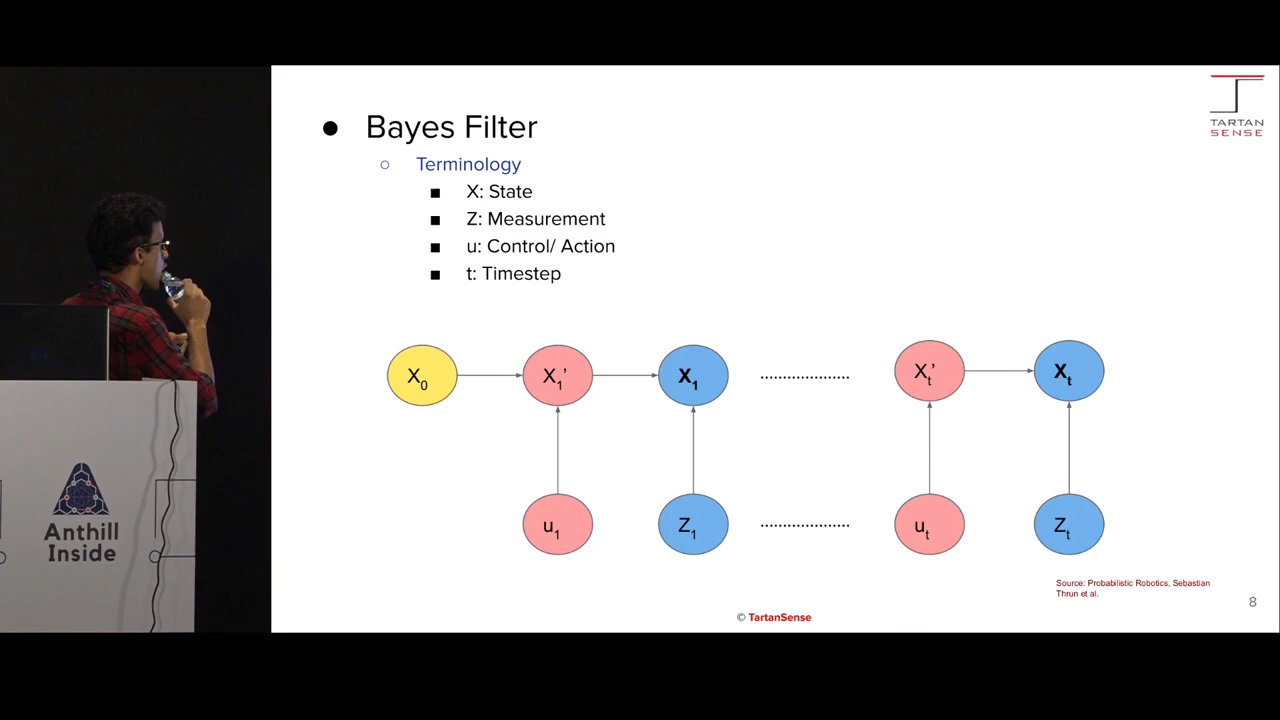 TARTAN
SENSE
● Bayes Filter
○ Terminology
■ X: State
■ Z: Measurement
■ u: Control/ Action
■ t: Timestep
X0 X1’ X1 .................... Xt’ Xt
u1 Z1 .................... ut Zt
Source: Probabilistic Robotics, Sebastian
Thrun et al.
8
© TartanSense
Anthill
Inside